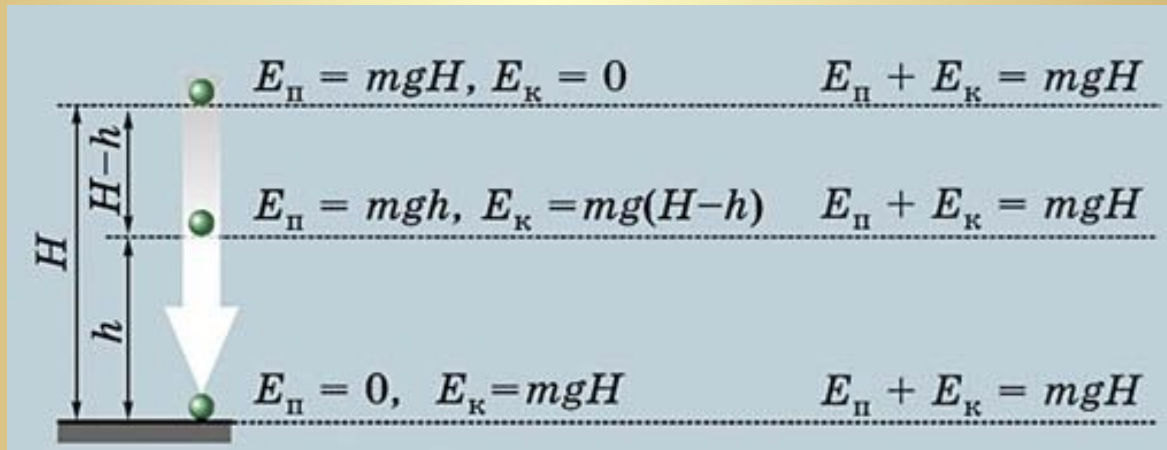 Eп = mgH, Eк = 0 Eп + Eк = mgH
H−h
Eп = mgh, Eк =mg(H−h) Eп + Eк = mgH
H
h
Eп = 0, Eк=mgH Eп + Eк = mgH